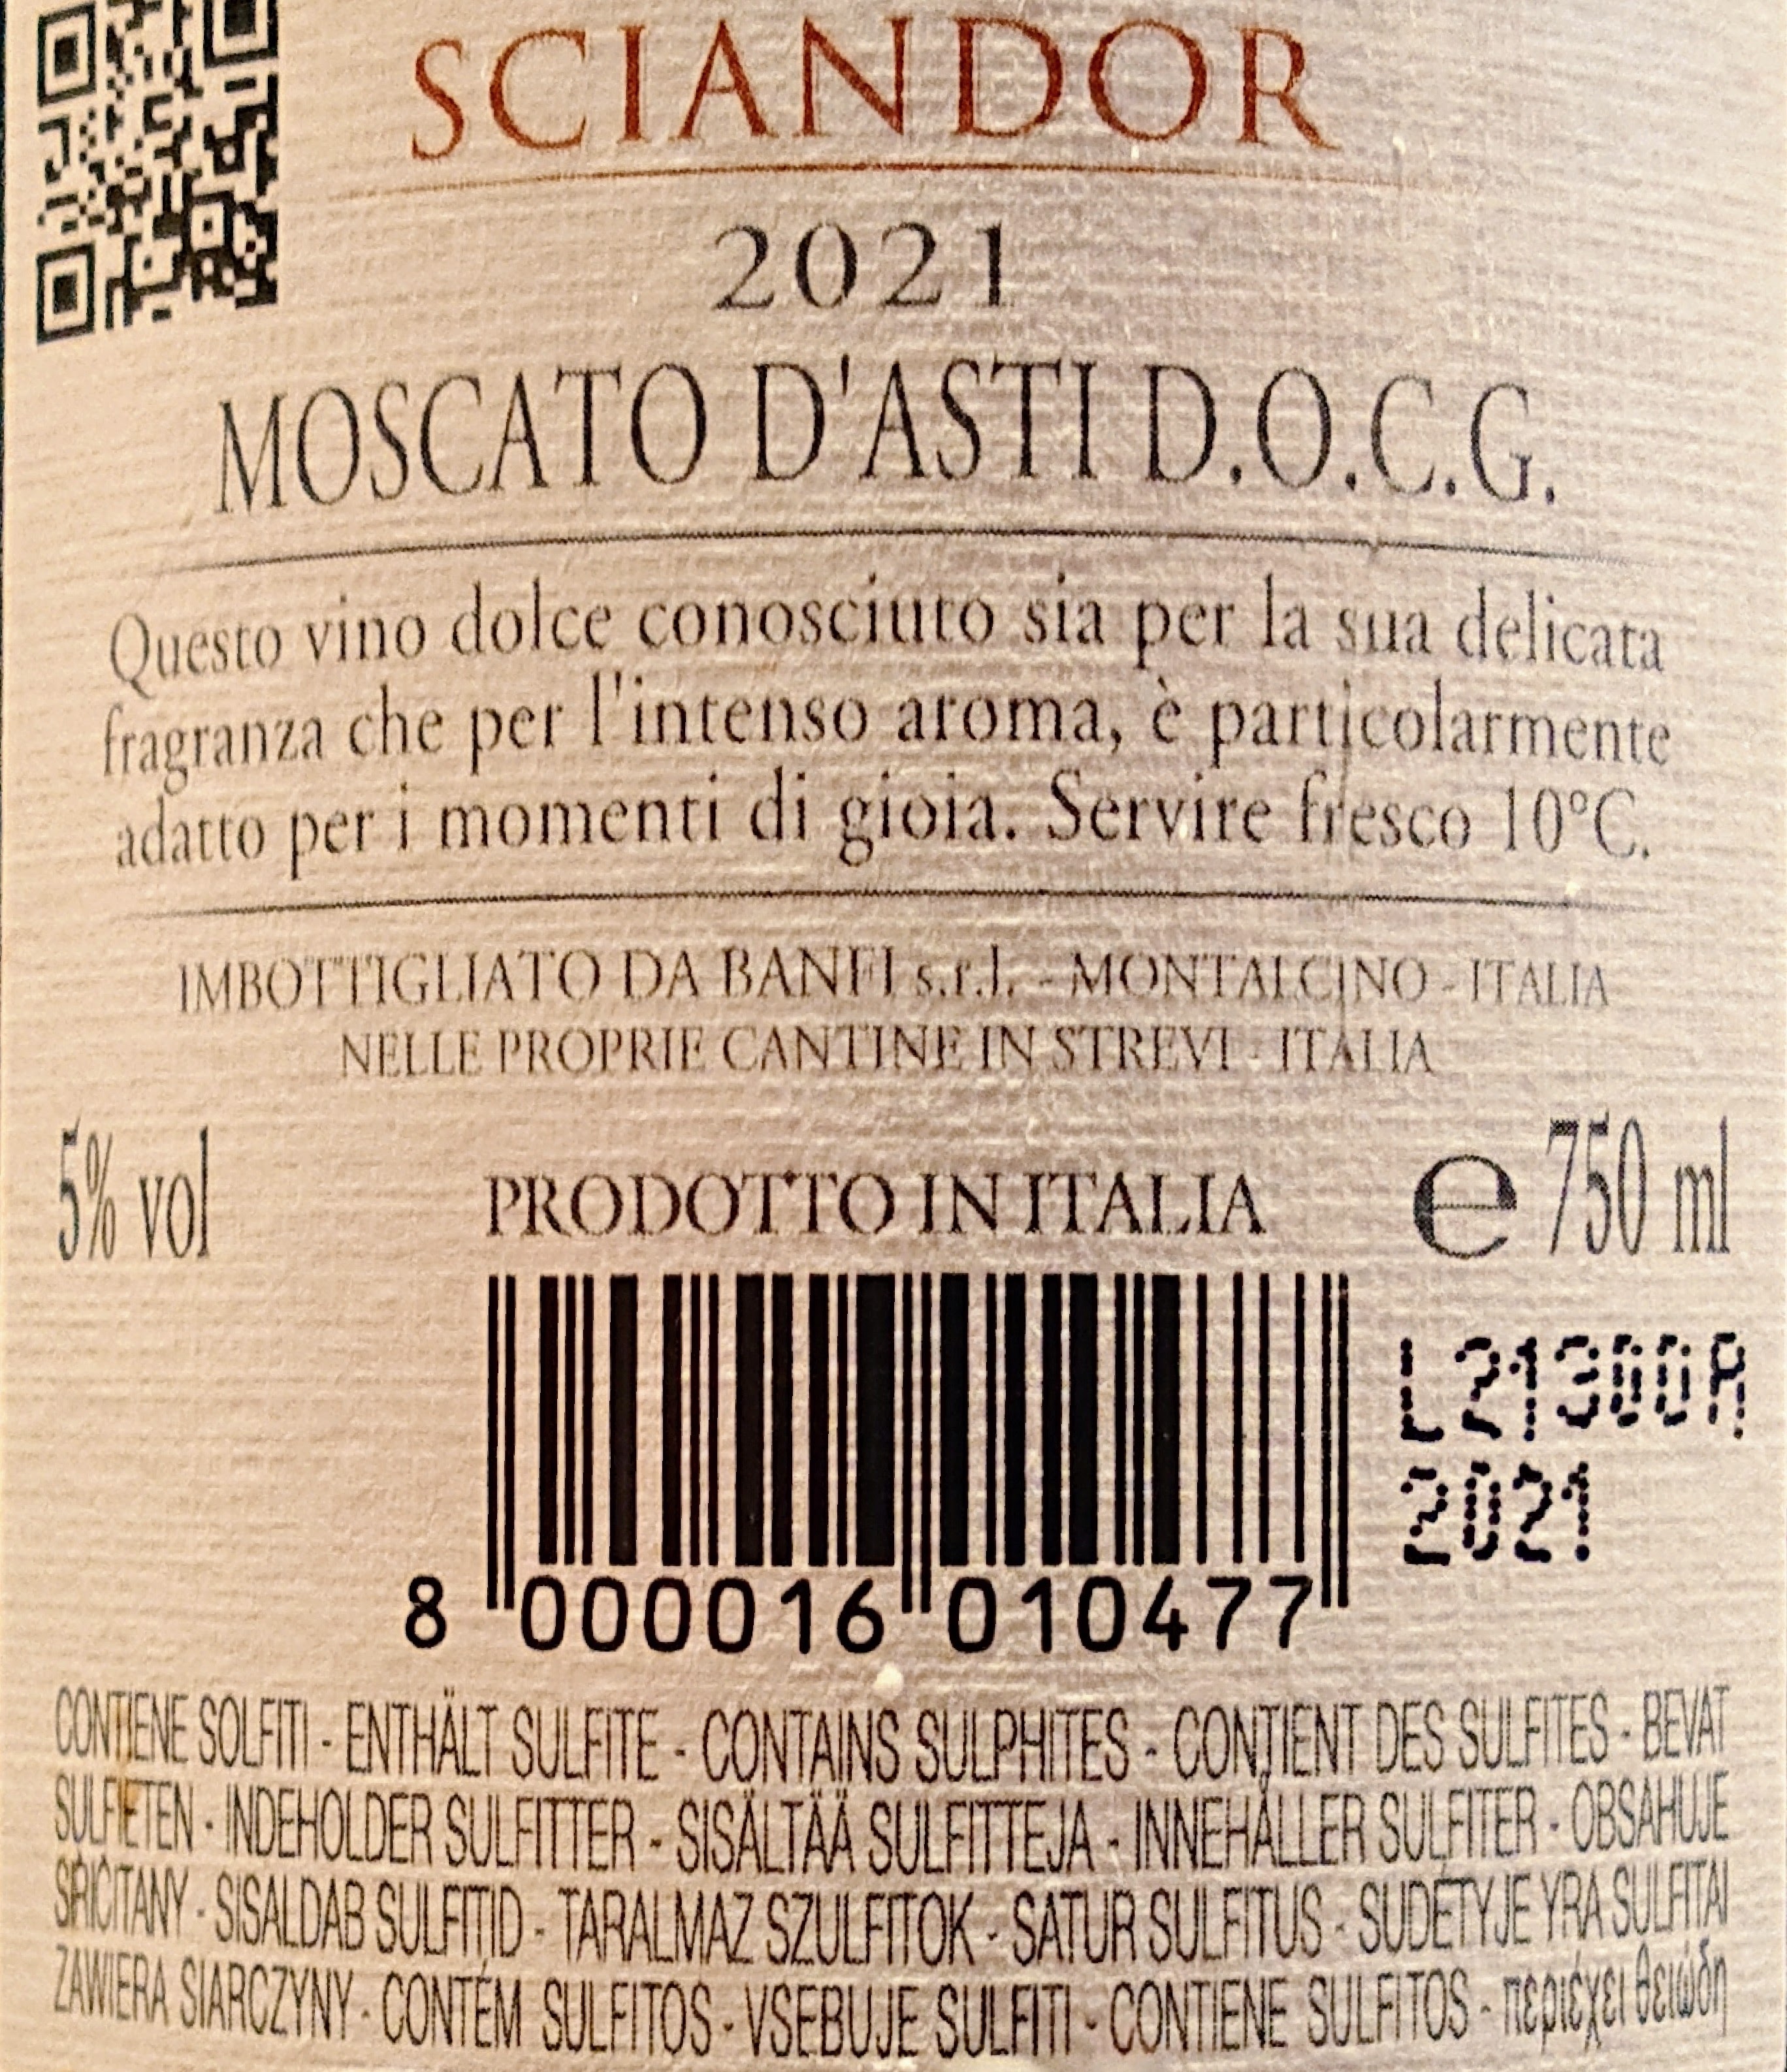 SCIANDOR
2021
MOSCATO D'ASTI D.O.C.G.
Questo vino dolce conosciuto sia per la sua delicata
fragranza che per l'intenso aroma, è particolarmente
adatto per i momenti di gioia. Servire fresco 10°C.
IMBOTTIGLIATO DA BANFI s.r.l. - MONTALCINO - ITALIA
NELLE PROPRIE CANTINE IN STREVI - ITALIA
5% vol
PRODOTTO IN ITALIA
e 750 ml
L21300A
2021
8 000016 010477
CONTIENE SOLFITI - ENTHÄLT SULFITE - CONTAINS SULPHITES - CONTIENT DES SULFITES - BEVAT
SULFIETEN - INDEHOLDER SULFITTER - SISÄLTÄÄ SULFITTEJA - INNEHÅLLER SULFITER - OBSAHUJE
SIŘIČITANY - SISALDAB SULFITID - TARALMAZ SZULFITOK - SATUR SULFITUS - SUDĖTYJE YRA SULFITAI
ZAWIERA SIARCZYNY - CONTÉM SULFITOS - VSEBUJE SULFITI - CONTIENE SULFITOS - περιέχει θειώδη